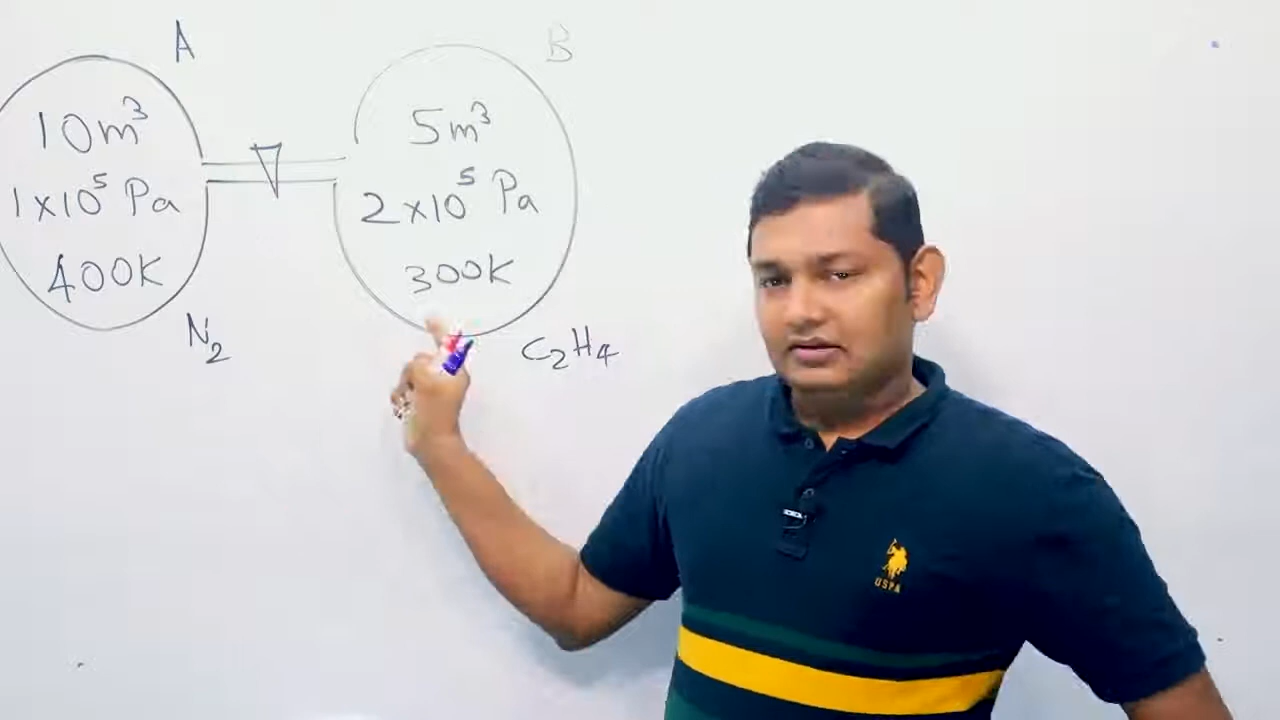 A
10m³
1×10⁵ Pa
400K
N₂
B
5m³
2×10⁵ Pa
300K
C₂H₄
USPA